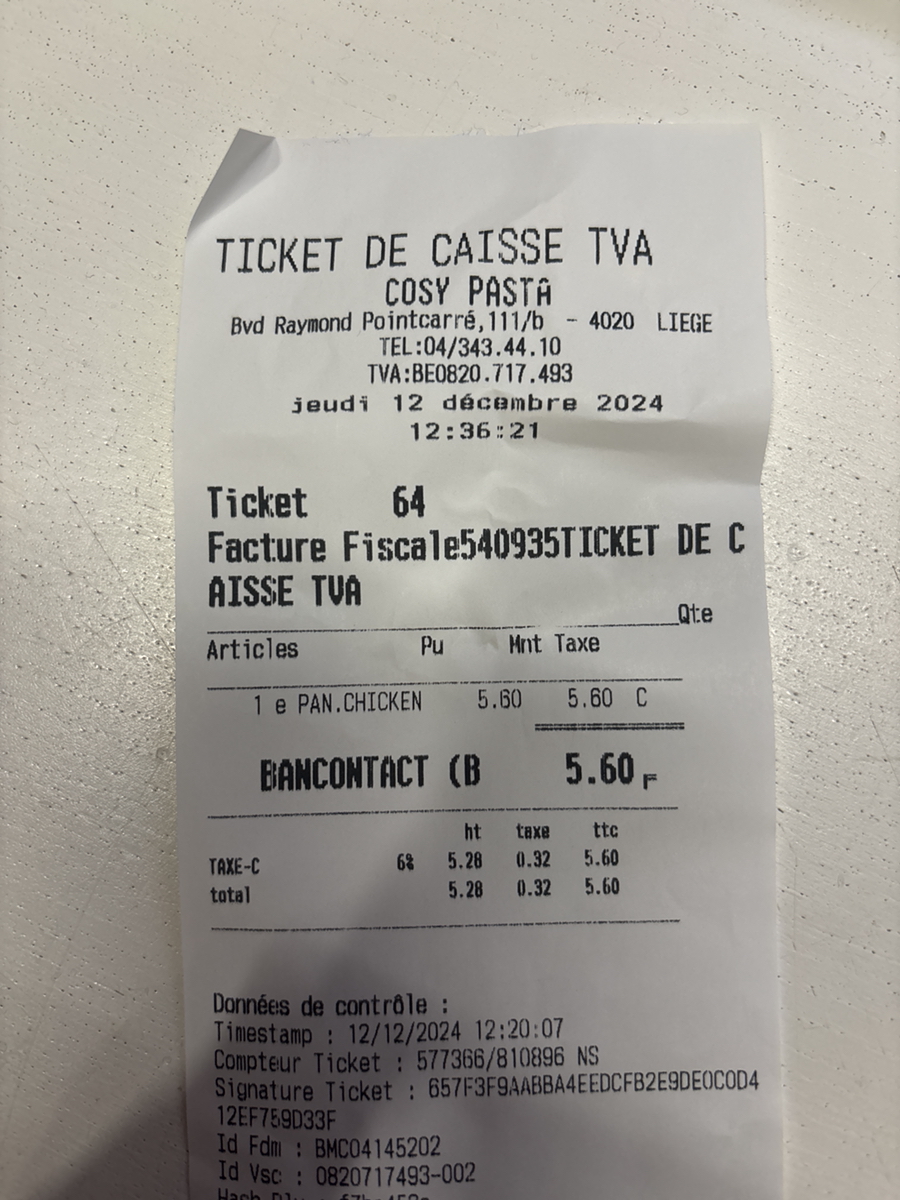 TICKET DE CAISSE TVA
COSY PASTA
Bvd Raymond Pointcarré,111/b - 4020 LIEGE
TEL:04/343.44.10
TVA:BE0820.717.493
jeudi 12 décembre 2024
12:36:21
Ticket 64
Facture Fiscale540935TICKET DE C
AISSE TVA
Qte
Articles Pu Mnt Taxe
1 e PAN.CHICKEN 5.60 5.60 C
BANCONTACT (B 5.60 F
ht taxe ttc
TAXE-C 6% 5.28 0.32 5.60
total 5.28 0.32 5.60
Données de contrôle :
Timestamp : 12/12/2024 12:20:07
Compteur Ticket : 577366/810896 NS
Signature Ticket : 657F3F9AABBA4EEDCFB2E9DE0C0D4
12EF759D33F
Id Fdm : BMC04145202
Id Vsc : 0820717493-002